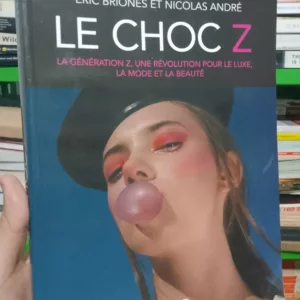 ERIC BRIONES ET NICOLAS ANDRÉ
LE CHOC Z
LA GÉNÉRATION Z, UNE RÉVOLUTION POUR LE LUXE,
LA MODE ET LA BEAUTÉ